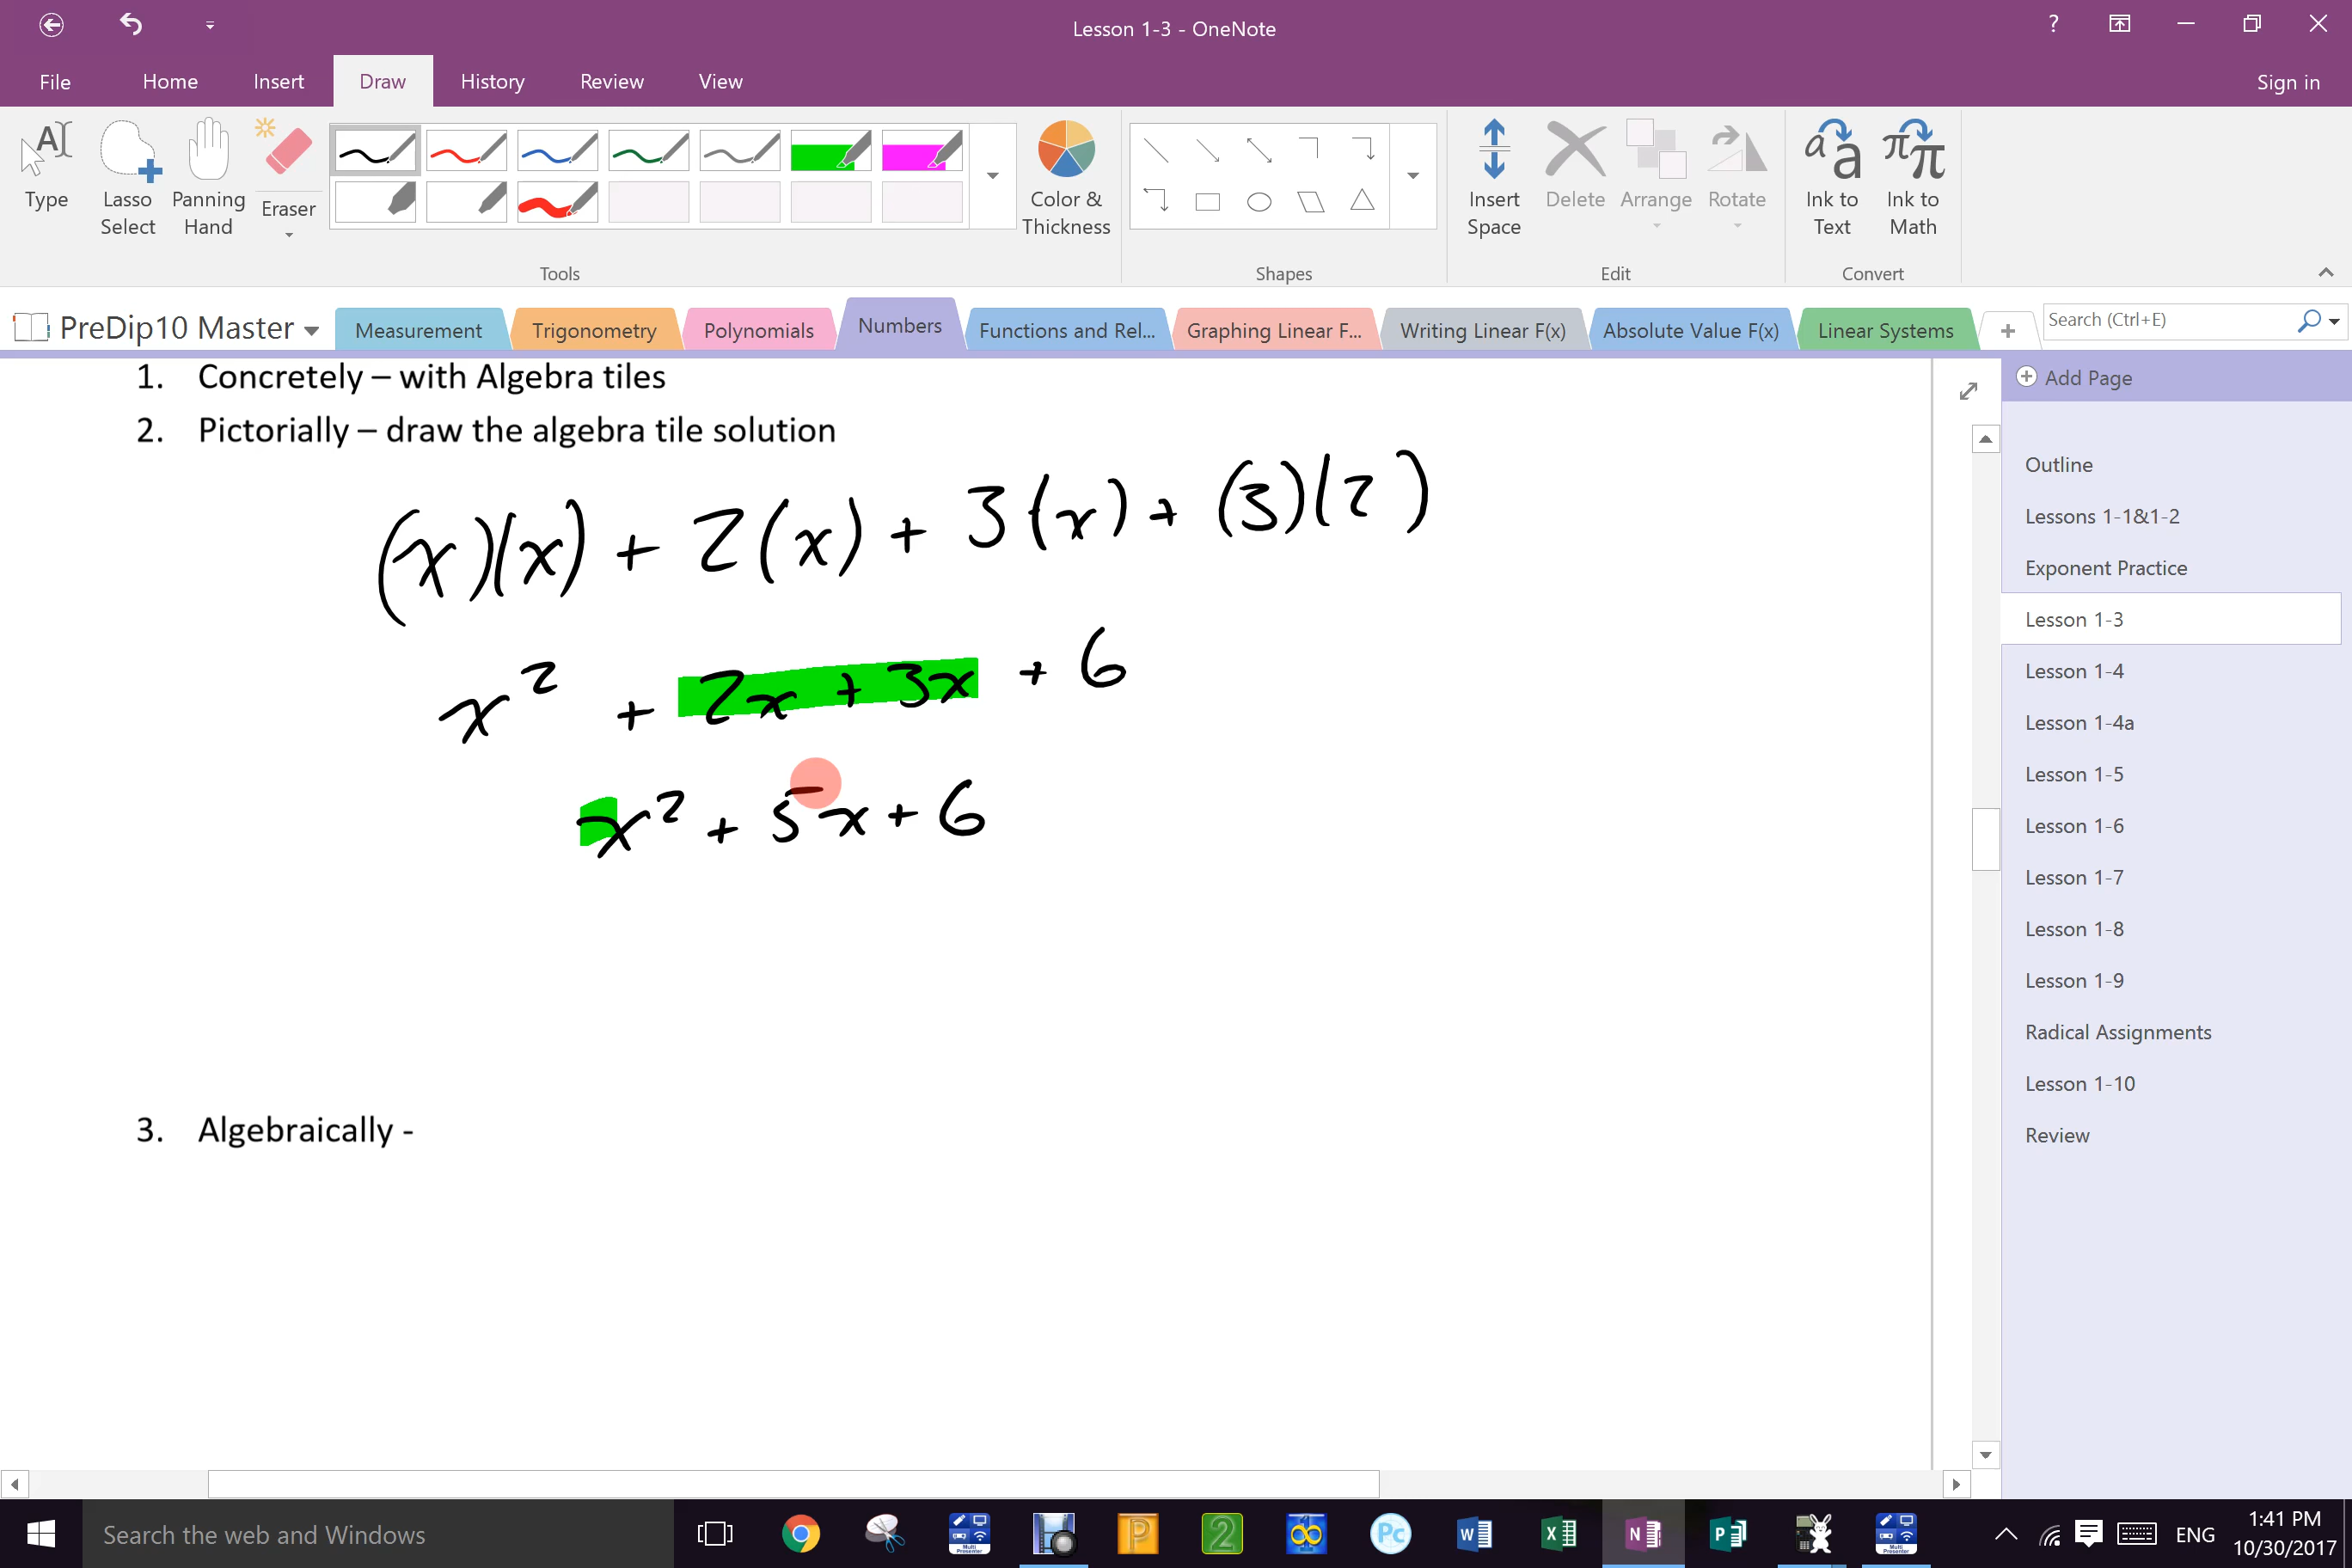 Lesson 1-3 - OneNote
?
File Home Insert Draw History Review View Sign in
Type
Lasso Select
Panning Hand
Eraser
Color & Thickness
Insert Space
Delete
Arrange
Rotate
Ink to Text
Ink to Math
Tools Shapes Edit Convert
PreDip10 Master Measurement Trigonometry Polynomials Numbers Functions and Rel... Graphing Linear F... Writing Linear F(x) Absolute Value F(x) Linear Systems + Search (Ctrl+E)
1. Concretely – with Algebra tiles
2. Pictorially – draw the algebra tile solution
(x)(x) + 2(x) + 3(x) + (3)(2)
x² + 2x + 3x + 6
x² + 5x + 6
3. Algebraically -
Add Page
Outline
Lessons 1-1&1-2
Exponent Practice
Lesson 1-3
Lesson 1-4
Lesson 1-4a
Lesson 1-5
Lesson 1-6
Lesson 1-7
Lesson 1-8
Lesson 1-9
Radical Assignments
Lesson 1-10
Review
Search the web and Windows
ENG
1:41 PM
10/30/2017